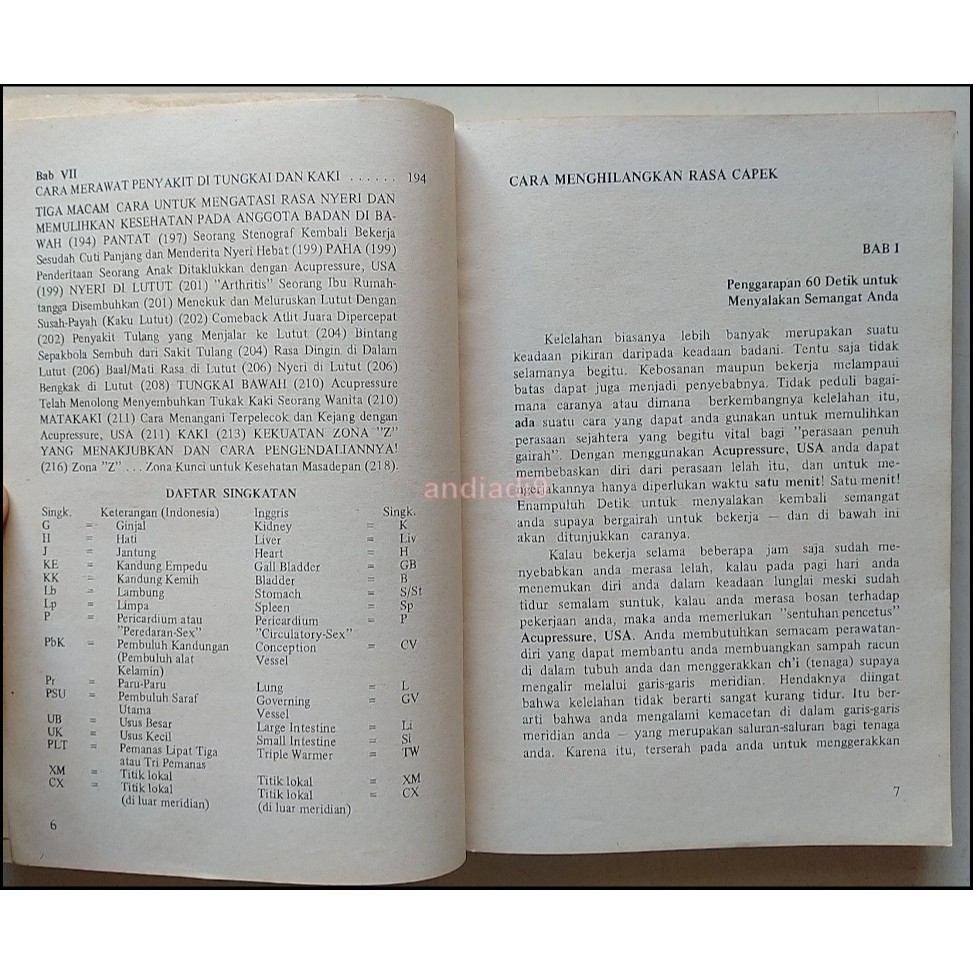 Bab VII
CARA MERAWAT PENYAKIT DI TUNGKAI DAN KAKI . . . . . . 194
TIGA MACAM CARA UNTUK MENGATASI RASA NYERI DAN
MEMULIHKAN KESEHATAN PADA ANGGOTA BADAN DI BA-
WAH (194) PANTAT (197) Seorang Stenograf Kembali Bekerja
Sesudah Cuti Panjang dan Menderita Nyeri Hebat (199) PAHA (199)
Penderitaan Seorang Anak Ditaklukkan dengan Acupressure, USA
(199) NYERI DI LUTUT (201) "Arthritis" Seorang Ibu Rumah-
tangga Disembuhkan (201) Menekuk dan Meluruskan Lutut Dengan
Susah-Payah (Kaku Lutut) (202) Comeback Atlit Juara Dipercepat
(202) Penyakit Tulang yang Menjalar ke Lutut (204) Bintang
Sepakbola Sembuh dari Sakit Tulang (204) Rasa Dingin di Dalam
Lutut (206) Baal/Mati Rasa di Lutut (206) Nyeri di Lutut (206)
Bengkak di Lutut (208) TUNGKAI BAWAH (210) Acupressure
Telah Menolong Menyembuhkan Tukak Kaki Seorang Wanita (210)
MATAKAKI (211) Cara Menangani Terpelecok dan Kejang dengan
Acupressure, USA (211) KAKI (213) KEKUATAN ZONA "Z"
YANG MENAKJUBKAN DAN CARA PENGENDALIANNYA!
(216) Zona "Z" . . . Zona Kunci untuk Kesehatan Masadepan (218).
DAFTAR SINGKATAN
Singk. Keterangan (Indonesia) Inggris Singk.
G = Ginjal Kidney = K
H = Hati Liver = Liv
J = Jantung Heart = H
KE = Kandung Empedu Gall Bladder = GB
KK = Kandung Kemih Bladder = B
Lb = Lambung Stomach = S/St
Lp = Limpa Spleen = Sp
P = Pericardium atau Pericardium = P
"Peredaran-Sex" "Circulatory-Sex"
PbK = Pembuluh Kandungan Conception = CV
(Pembuluh alat Vessel
Kelamin)
Pr = Paru-Paru Lung = L
PSU = Pembuluh Saraf Governing = GV
Utama Vessel
UB = Usus Besar Large Intestine = Li
UK = Usus Kecil Small Intestine = Si
PLT = Pemanas Lipat Tiga Triple Warmer = TW
atau Tri Pemanas
XM = Titik lokal Titik lokal = XM
CX = Titik lokal Titik lokal = CX
(di luar meridian) (di luar meridian)
6
CARA MENGHILANGKAN RASA CAPEK
BAB I
Penggarapan 60 Detik untuk
Menyalakan Semangat Anda
Kelelahan biasanya lebih banyak merupakan suatu
keadaan pikiran daripada keadaan badani. Tentu saja tidak
selamanya begitu. Kebosanan maupun bekerja melampaui
batas dapat juga menjadi penyebabnya. Tidak peduli bagai-
mana caranya atau dimana berkembangnya kelelahan itu,
ada suatu cara yang dapat anda gunakan untuk memulihkan
perasaan sejahtera yang begitu vital bagi "perasaan penuh
gairah". Dengan menggunakan Acupressure, USA anda dapat
membebaskan diri dari perasaan lelah itu, dan untuk me-
ngerjakannya hanya diperlukan waktu satu menit! Satu menit!
Enampuluh Detik untuk menyalakan kembali semangat
anda supaya bergairah untuk bekerja — dan di bawah ini
akan ditunjukkan caranya.
Kalau bekerja selama beberapa jam saja sudah me-
nyebabkan anda merasa lelah, kalau pada pagi hari anda
menemukan diri anda dalam keadaan lunglai meski sudah
tidur semalam suntuk, kalau anda merasa bosan terhadap
pekerjaan anda, maka anda memerlukan "sentuhan pencetus"
Acupressure, USA. Anda membutuhkan semacam perawatan-
diri yang dapat membantu anda membuangkan sampah racun
di dalam tubuh anda dan menggerakkan ch'i (tenaga) supaya
mengalir melalui garis-garis meridian. Hendaknya diingat
bahwa kelelahan tidak berarti sangat kurang tidur. Itu ber-
arti bahwa anda mengalami kemacetan di dalam garis-garis
meridian anda — yang merupakan saluran-saluran bagi tenaga
anda. Karena itu, terserah pada anda untuk menggerakkan
7